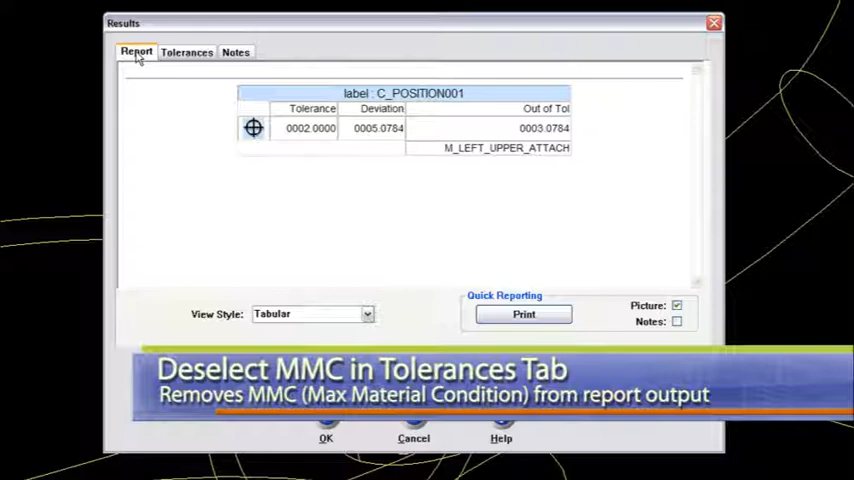 Results
Report Tolerances Notes
label : C_POSITION001
Tolerance Deviation Out of Tol
0002.0000 0005.0784 0003.0784
M_LEFT_UPPER_ATTACH
Quick Reporting
View Style: Tabular Print Picture:
Notes:
Deselect MMC in Tolerances Tab
Removes MMC (Max Material Condition) from report output
OK Cancel Help